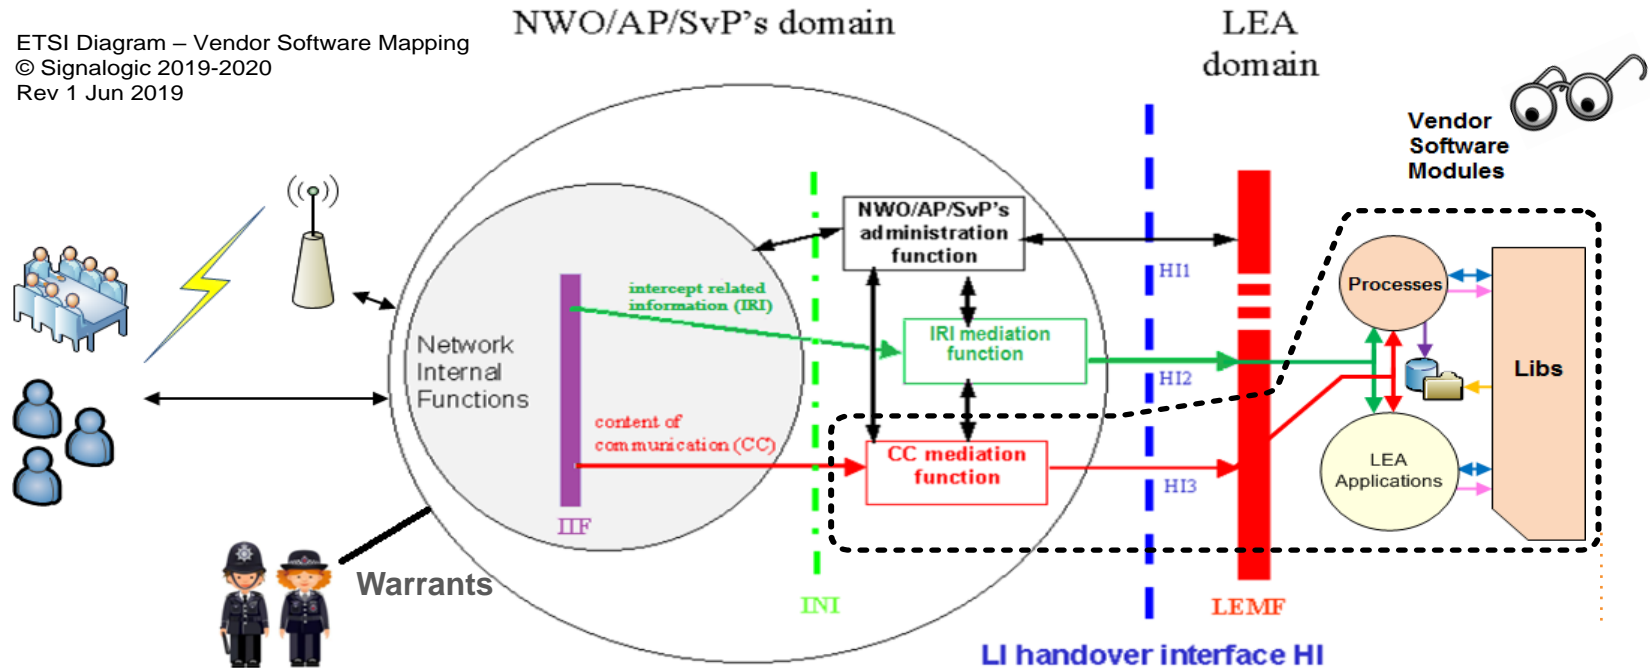 NWO/AP/SvP's domain
LEA
domain
ETSI Diagram – Vendor Software Mapping
© Signalogic 2019-2020
Rev 1 Jun 2019
Vendor
Software
Modules
NWO/AP/SvP's
administration
function
HI1
intercept related
information (IRI)
IRI mediation
function
HI2
Network
Internal
Functions
content of
communication (CC)
CC mediation
function
HI3
Processes
Libs
LEA
Applications
IIF
Warrants
INI
LEMF
LI handover interface HI